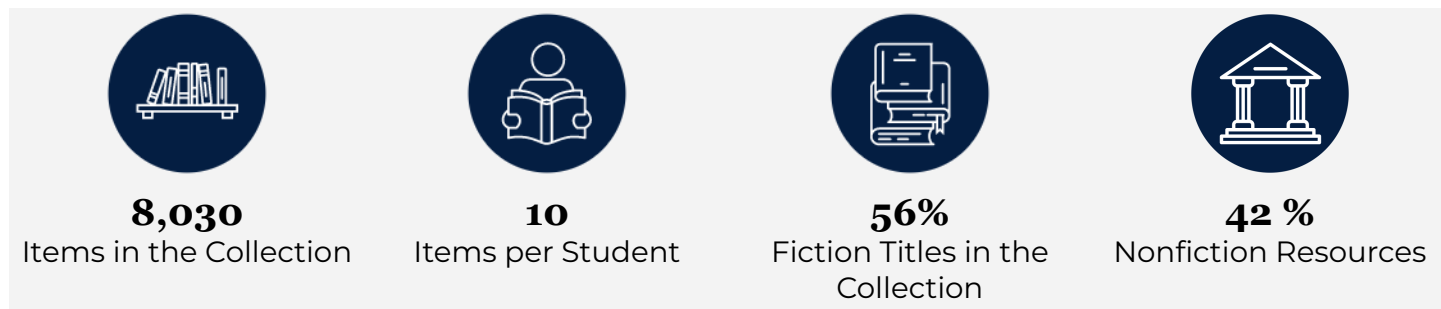 8,030
Items in the Collection
10
Items per Student
56%
Fiction Titles in the
Collection
42 %
Nonfiction Resources